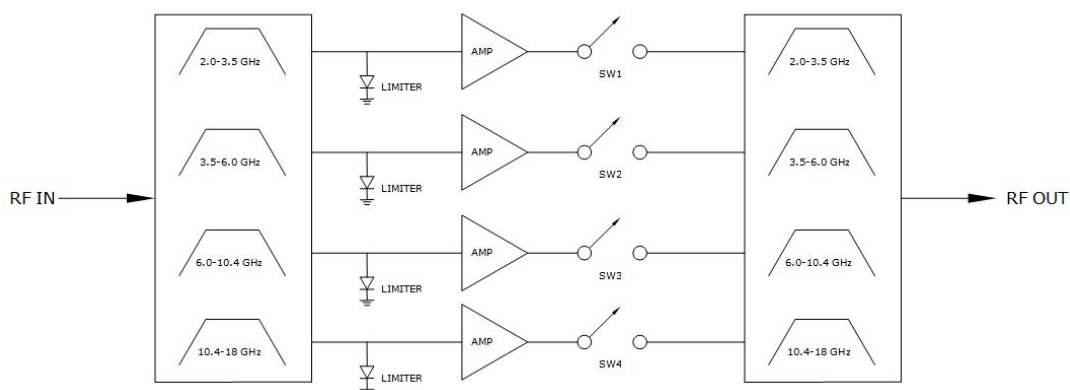 2.0-3.5 GHz
AMP
SW1
2.0-3.5 GHz
LIMITER
3.5-6.0 GHz
AMP
SW2
3.5-6.0 GHz
LIMITER
RF IN
RF OUT
6.0-10.4 GHz
AMP
SW3
6.0-10.4 GHz
LIMITER
10.4-18 GHz
AMP
SW4
10.4-18 GHz
LIMITER